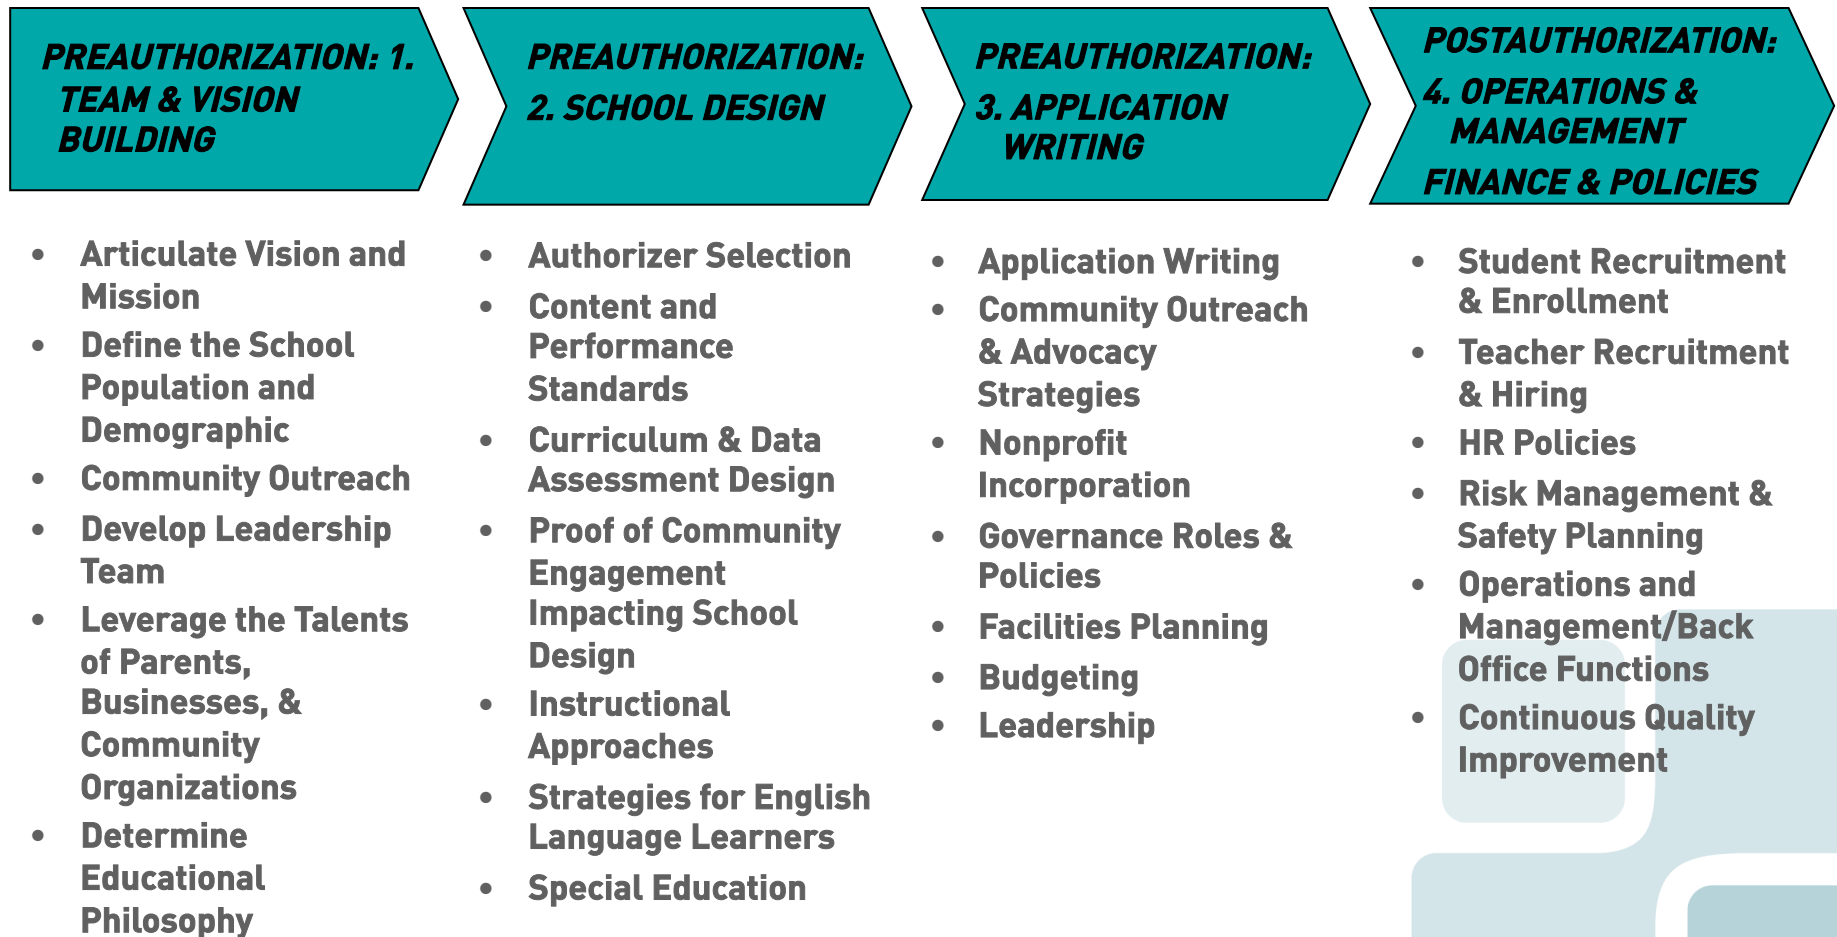 PREAUTHORIZATION: 1.
TEAM & VISION
BUILDING
• Articulate Vision and
Mission
• Define the School
Population and
Demographic
• Community Outreach
• Develop Leadership
Team
• Leverage the Talents
of Parents,
Businesses, &
Community
Organizations
• Determine
Educational
Philosophy
PREAUTHORIZATION:
2. SCHOOL DESIGN
• Authorizer Selection
• Content and
Performance
Standards
• Curriculum & Data
Assessment Design
• Proof of Community
Engagement
Impacting School
Design
• Instructional
Approaches
• Strategies for English
Language Learners
• Special Education
PREAUTHORIZATION:
3. APPLICATION
WRITING
• Application Writing
• Community Outreach
& Advocacy
Strategies
• Nonprofit
Incorporation
• Governance Roles &
Policies
• Facilities Planning
• Budgeting
• Leadership
POSTAUTHORIZATION:
4. OPERATIONS &
MANAGEMENT
FINANCE & POLICIES
• Student Recruitment
& Enrollment
• Teacher Recruitment
& Hiring
• HR Policies
• Risk Management &
Safety Planning
• Operations and
Management/Back
Office Functions
• Continuous Quality
Improvement